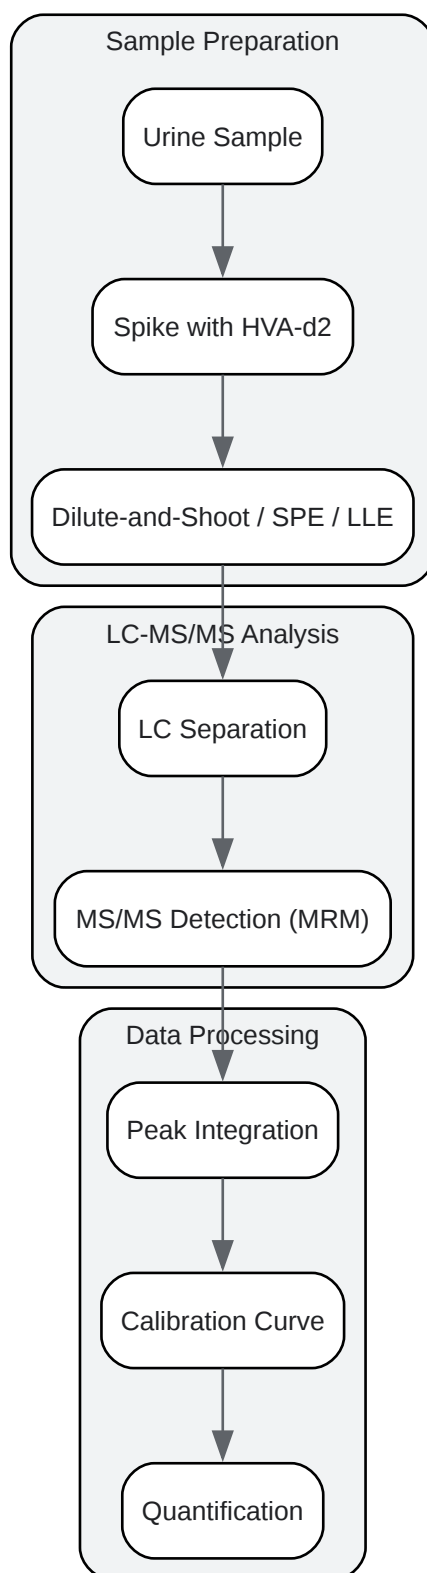 Sample Preparation
Urine Sample
Spike with HVA-d2
Dilute-and-Shoot / SPE / LLE
LC-MS/MS Analysis
LC Separation
MS/MS Detection (MRM)
Data Processing
Peak Integration
Calibration Curve
Quantification